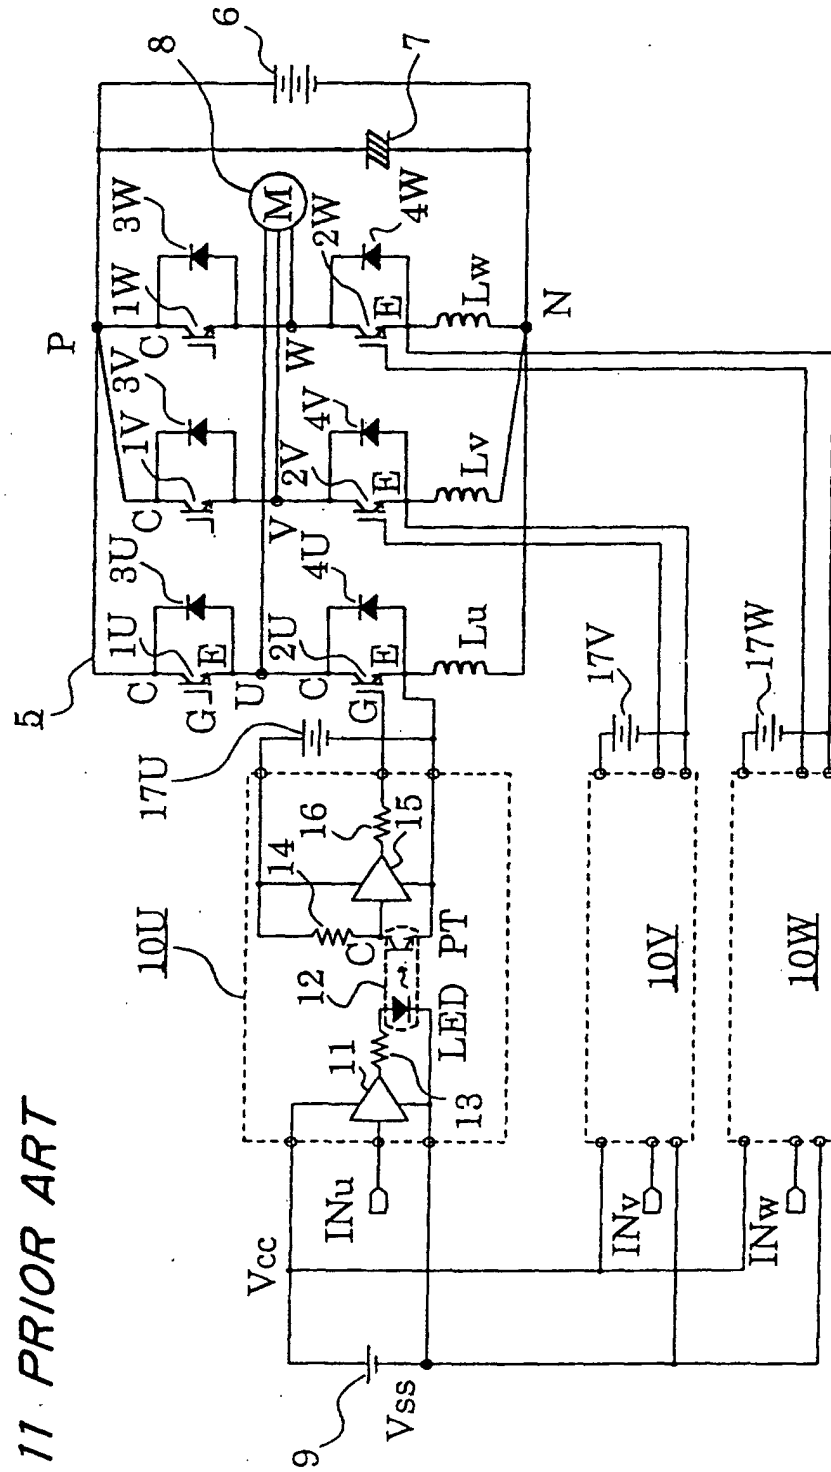 11 PRIOR ART
5
P
6
7
8
M
1U
1V
1W
3U
3V
3W
C
C
C
G
E
U
V
W
2U
2V
2W
4U
4V
4W
C
G
E
E
E
Lu
Lv
Lw
N
10U
17U
14
16
15
C
12
11
13
LED PT
INu
Vcc
9
Vss
INv
10V
17V
INw
10W
17W